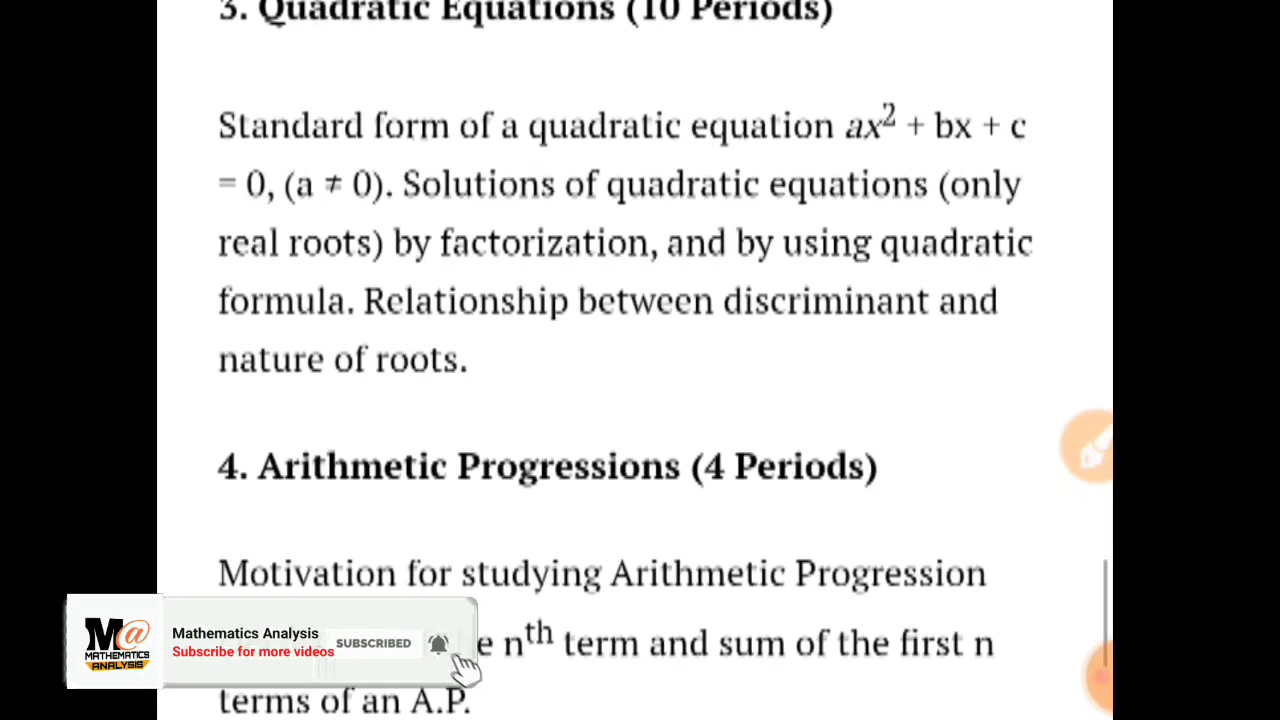 3. Quadratic Equations (10 Periods)
Standard form of a quadratic equation ax² + bx + c
= 0, (a ≠ 0). Solutions of quadratic equations (only
real roots) by factorization, and by using quadratic
formula. Relationship between discriminant and
nature of roots.
4. Arithmetic Progressions (4 Periods)
Motivation for studying Arithmetic Progression
e nth term and sum of the first n
terms of an A.P.
M@
MATHEMATICS
ANALYSIS
Mathematics Analysis
Subscribe for more videos
SUBSCRIBED